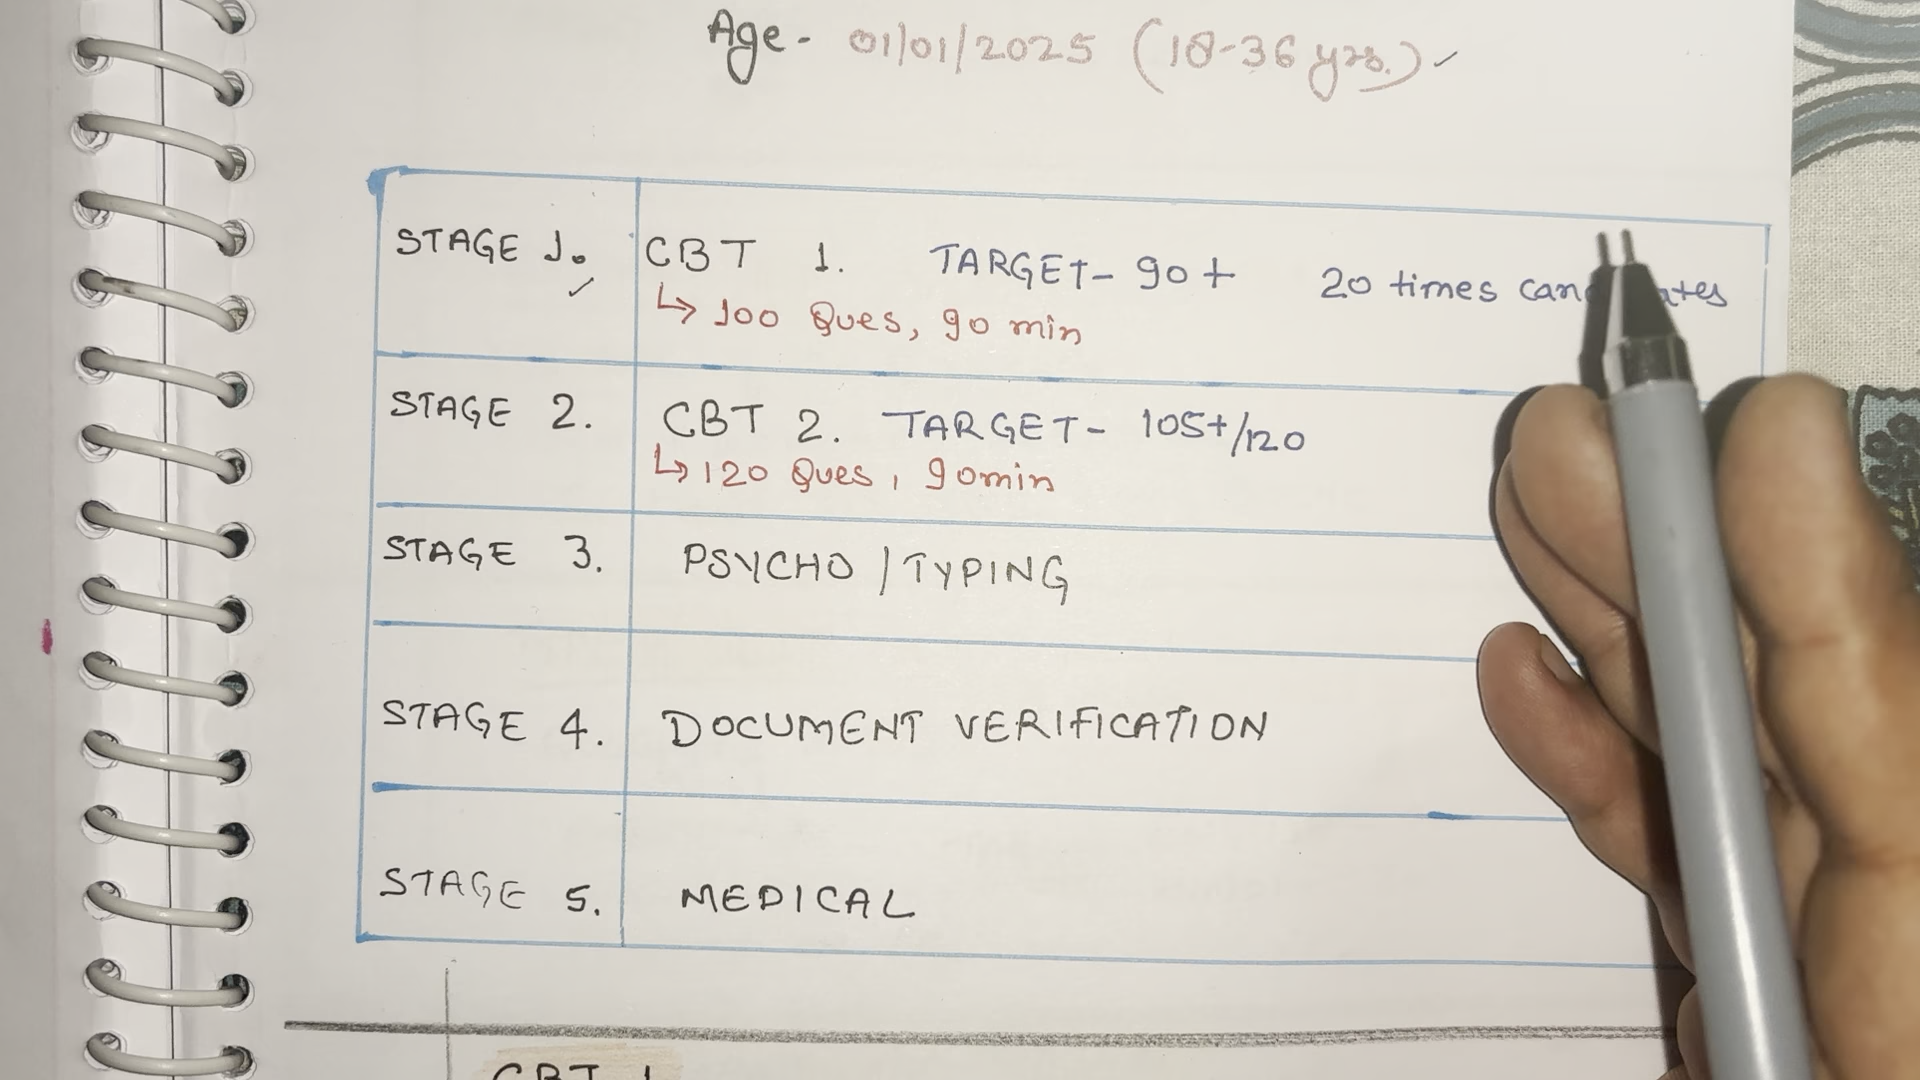 Age - 01/01/2025 (18-36 yrs.)
STAGE 1. CBT 1. TARGET- 90+ 20 times
↳ 100 Ques, 90 min
STAGE 2. CBT 2. TARGET- 105+/120
↳ 120 Ques, 90min
STAGE 3. PSYCHO / TYPING
STAGE 4. DOCUMENT VERIFICATION
STAGE 5. MEDICAL
CBT 1